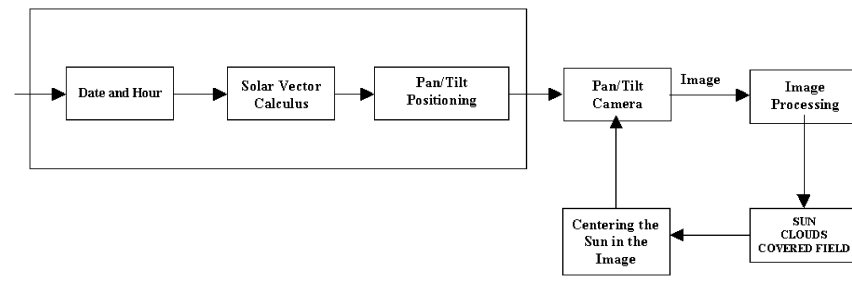 Date and Hour
Solar Vector
Calculus
Pan/Tilt
Positioning
Pan/Tilt
Camera
Image
Image
Processing
Centering the
Sun in the
Image
SUN
CLOUDS
COVERED FIELD